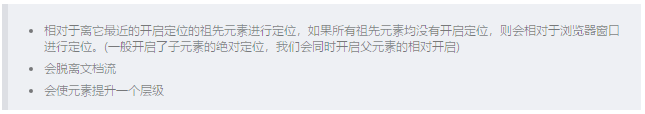 相对于离它最近的开启定位的祖先元素进行定位，如果所有祖先元素均没有开启定位，则会相对于浏览器窗口
进行定位。(一般开启了子元素的绝对定位，我们会同时开启父元素的相对开启)
会脱离文档流
会使元素提升一个层级